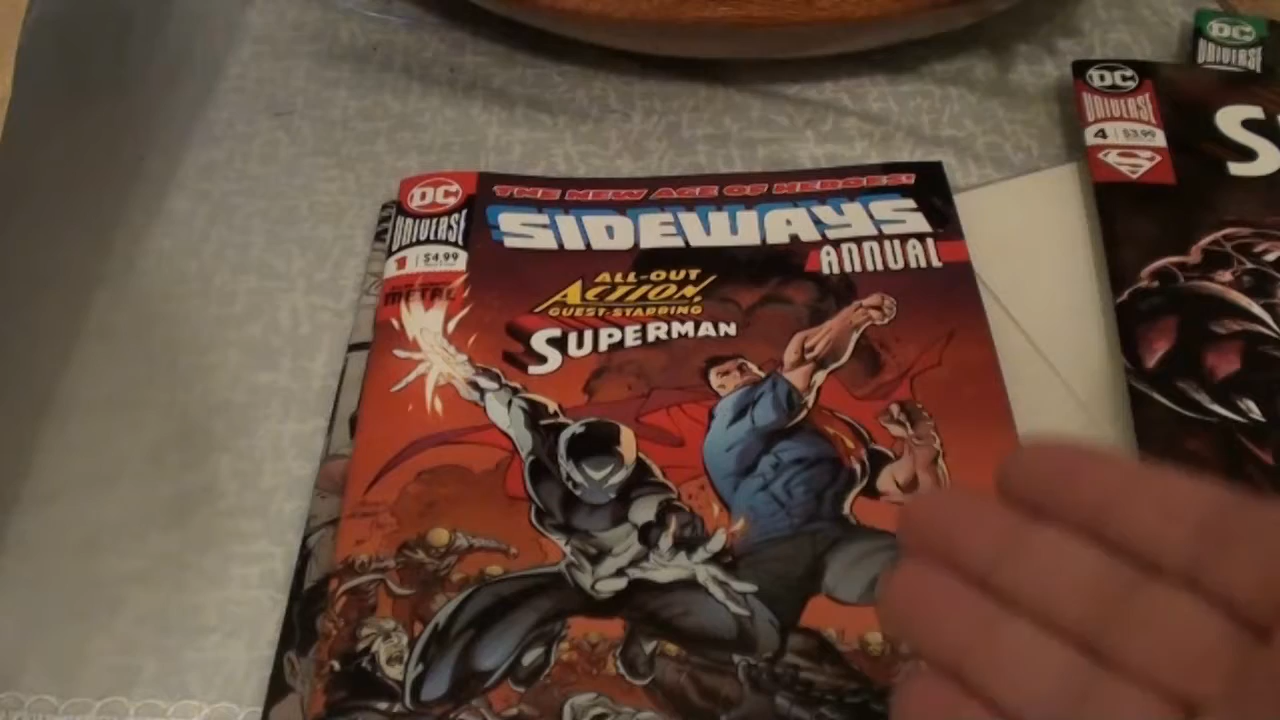 THE NEW AGE OF HEROES!
SIDEWAYS
ANNUAL
DC
UNIVERSE
1 $4.99
METAL
ALL-OUT
ACTION
GUEST-STARRING
SUPERMAN
DC
UNIVERSE
4 $3.99
S
DC
UNIVERSE